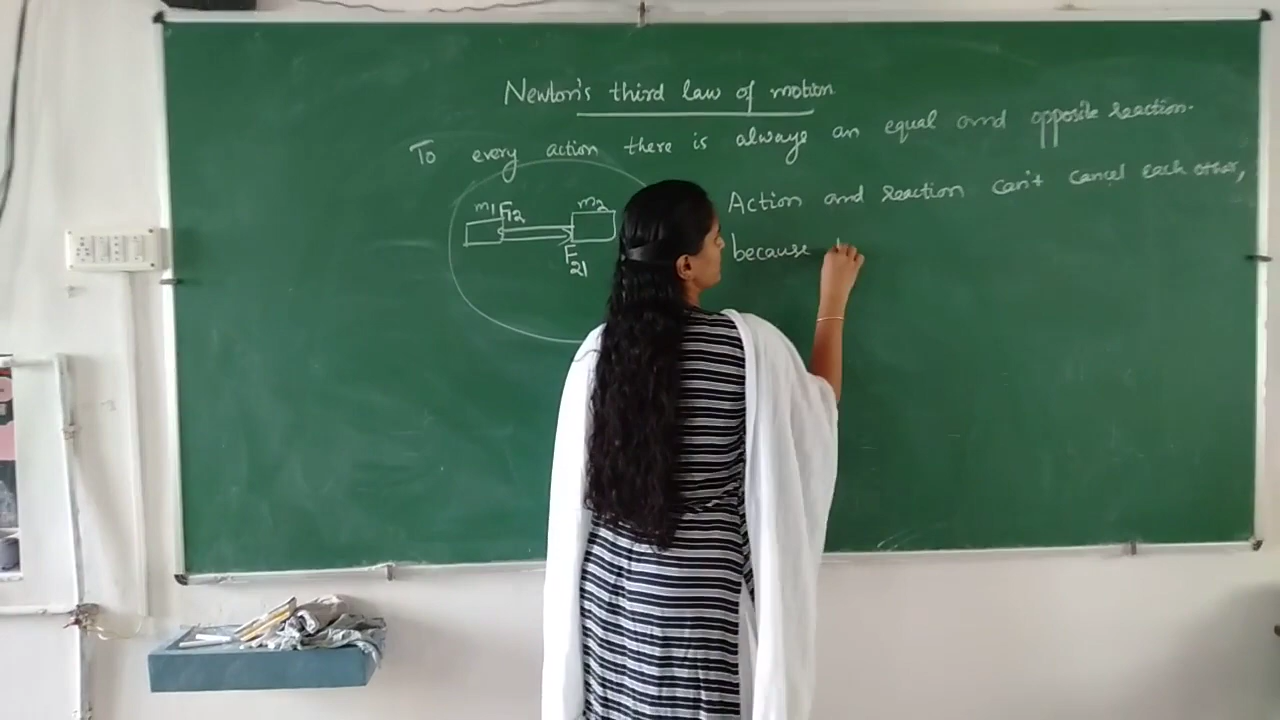 Newton's third law of motion
To every action there is always an equal and opposite reaction.
m1 F12 m2
F21
Action and reaction can't cancel each other,
because